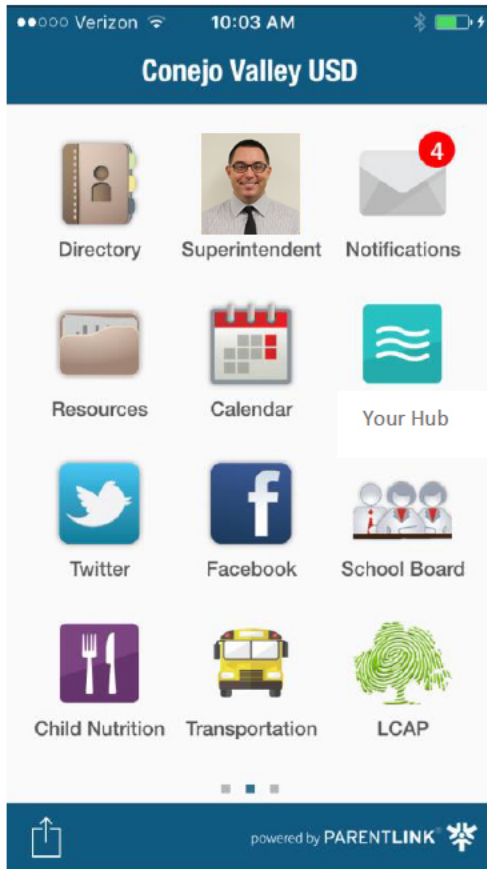 Verizon 10:03 AM
Conejo Valley USD
4
Directory Superintendent Notifications
Resources Calendar Your Hub
Twitter Facebook School Board
Child Nutrition Transportation LCAP
powered by PARENTLINK